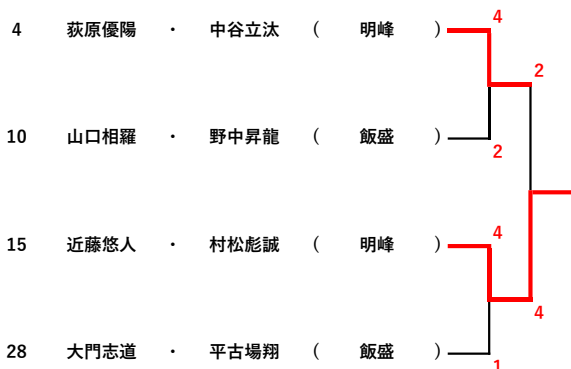 4
4 荻原優陽 ・ 中谷立汰 ( 明峰 )
2
10 山口相羅 ・ 野中昇龍 ( 飯盛 )
2
4
15 近藤悠人 ・ 村松彪誠 ( 明峰 )
4
28 大門志道 ・ 平古場翔 ( 飯盛 )
1